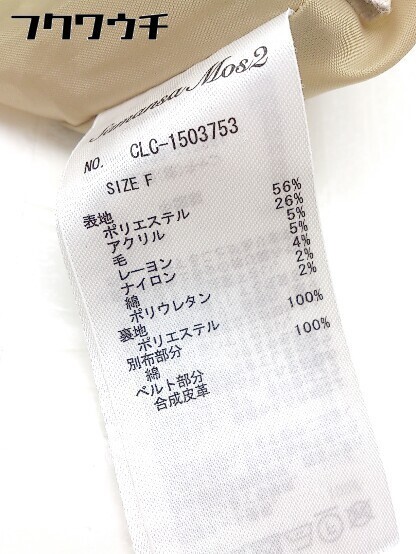 フクワウチ
Samansa Mos2
NO. CLC-1503753
SIZE F
表地
ポリエステル 56%
アクリル 26%
毛 5%
レーヨン 5%
ナイロン 4%
綿 2%
ポリウレタン 2%
裏地
ポリエステル 100%
別布部分
綿 100%
ベルト部分
合成皮革